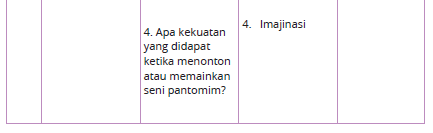 4. Apa kekuatan
yang didapat
ketika menonton
atau memainkan
seni pantomim?
4. Imajinasi